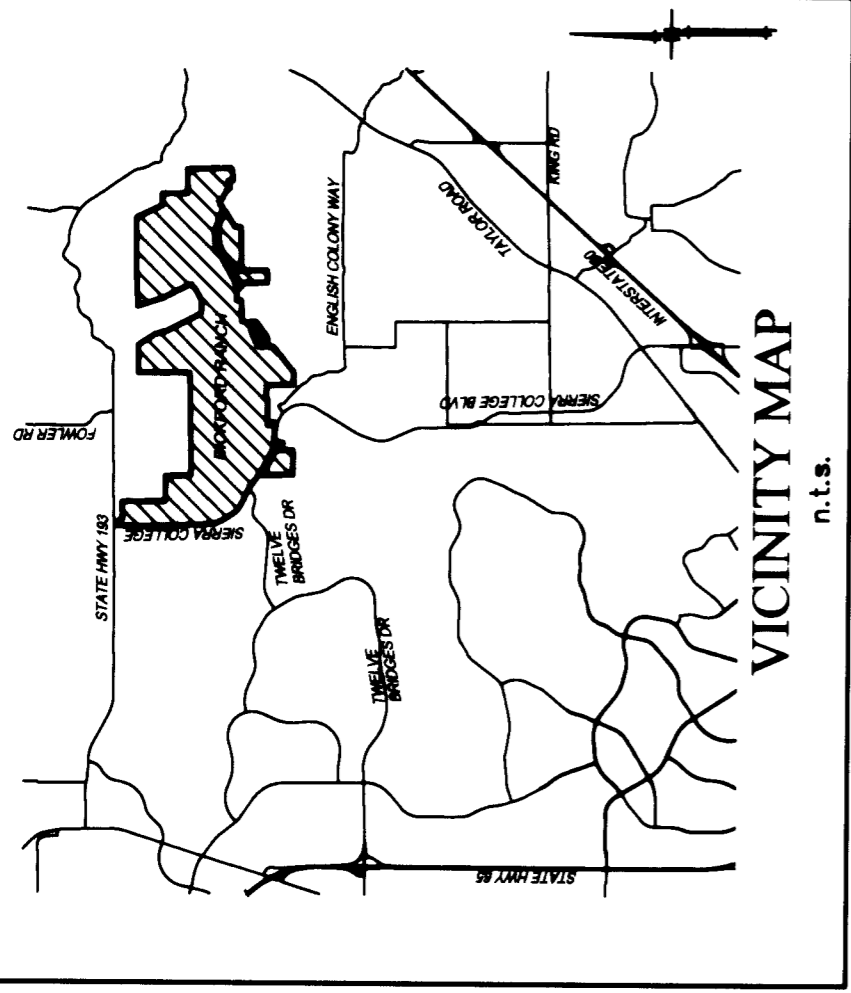 FOWLER RD
STATE HWY 193
BICKFORD RANCH
SIERRA COLLEGE
TWELVE
BRIDGES DR
TWELVE
BRIDGES DR
ENGLISH COLONY WAY
TAYLOR ROAD
KING RD
INTERSTATE 80
SIERRA COLLEGE BLVD
STATE HWY 65
VICINITY MAP
n.t.s.